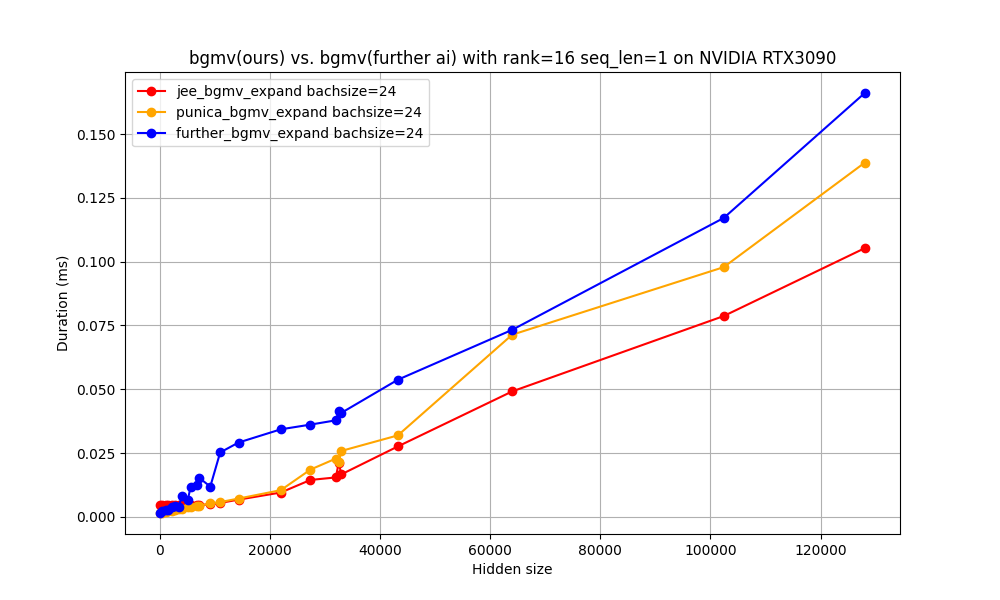 bgmv(ours) vs. bgmv(further ai) with rank=16 seq_len=1 on NVIDIA RTX3090
jee_bgmv_expand bachsize=24
punica_bgmv_expand bachsize=24
further_bgmv_expand bachsize=24
0.150
0.125
0.100
0.075
0.050
0.025
0.000
Duration (ms)
0 20000 40000 60000 80000 100000 120000
Hidden size